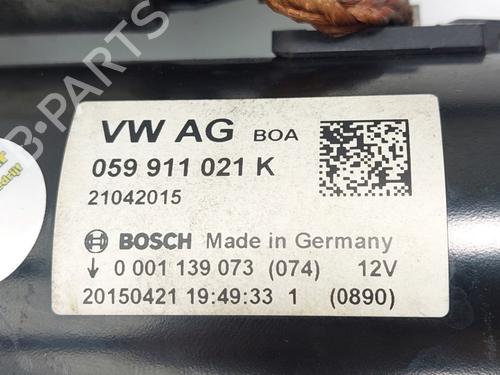 VW AG BOA
059 911 021 K
21042015
BOSCH Made in Germany
↓ 0 001 139 073 (074) 12V
20150421 19:49:33 1 (0890)
B-PARTS